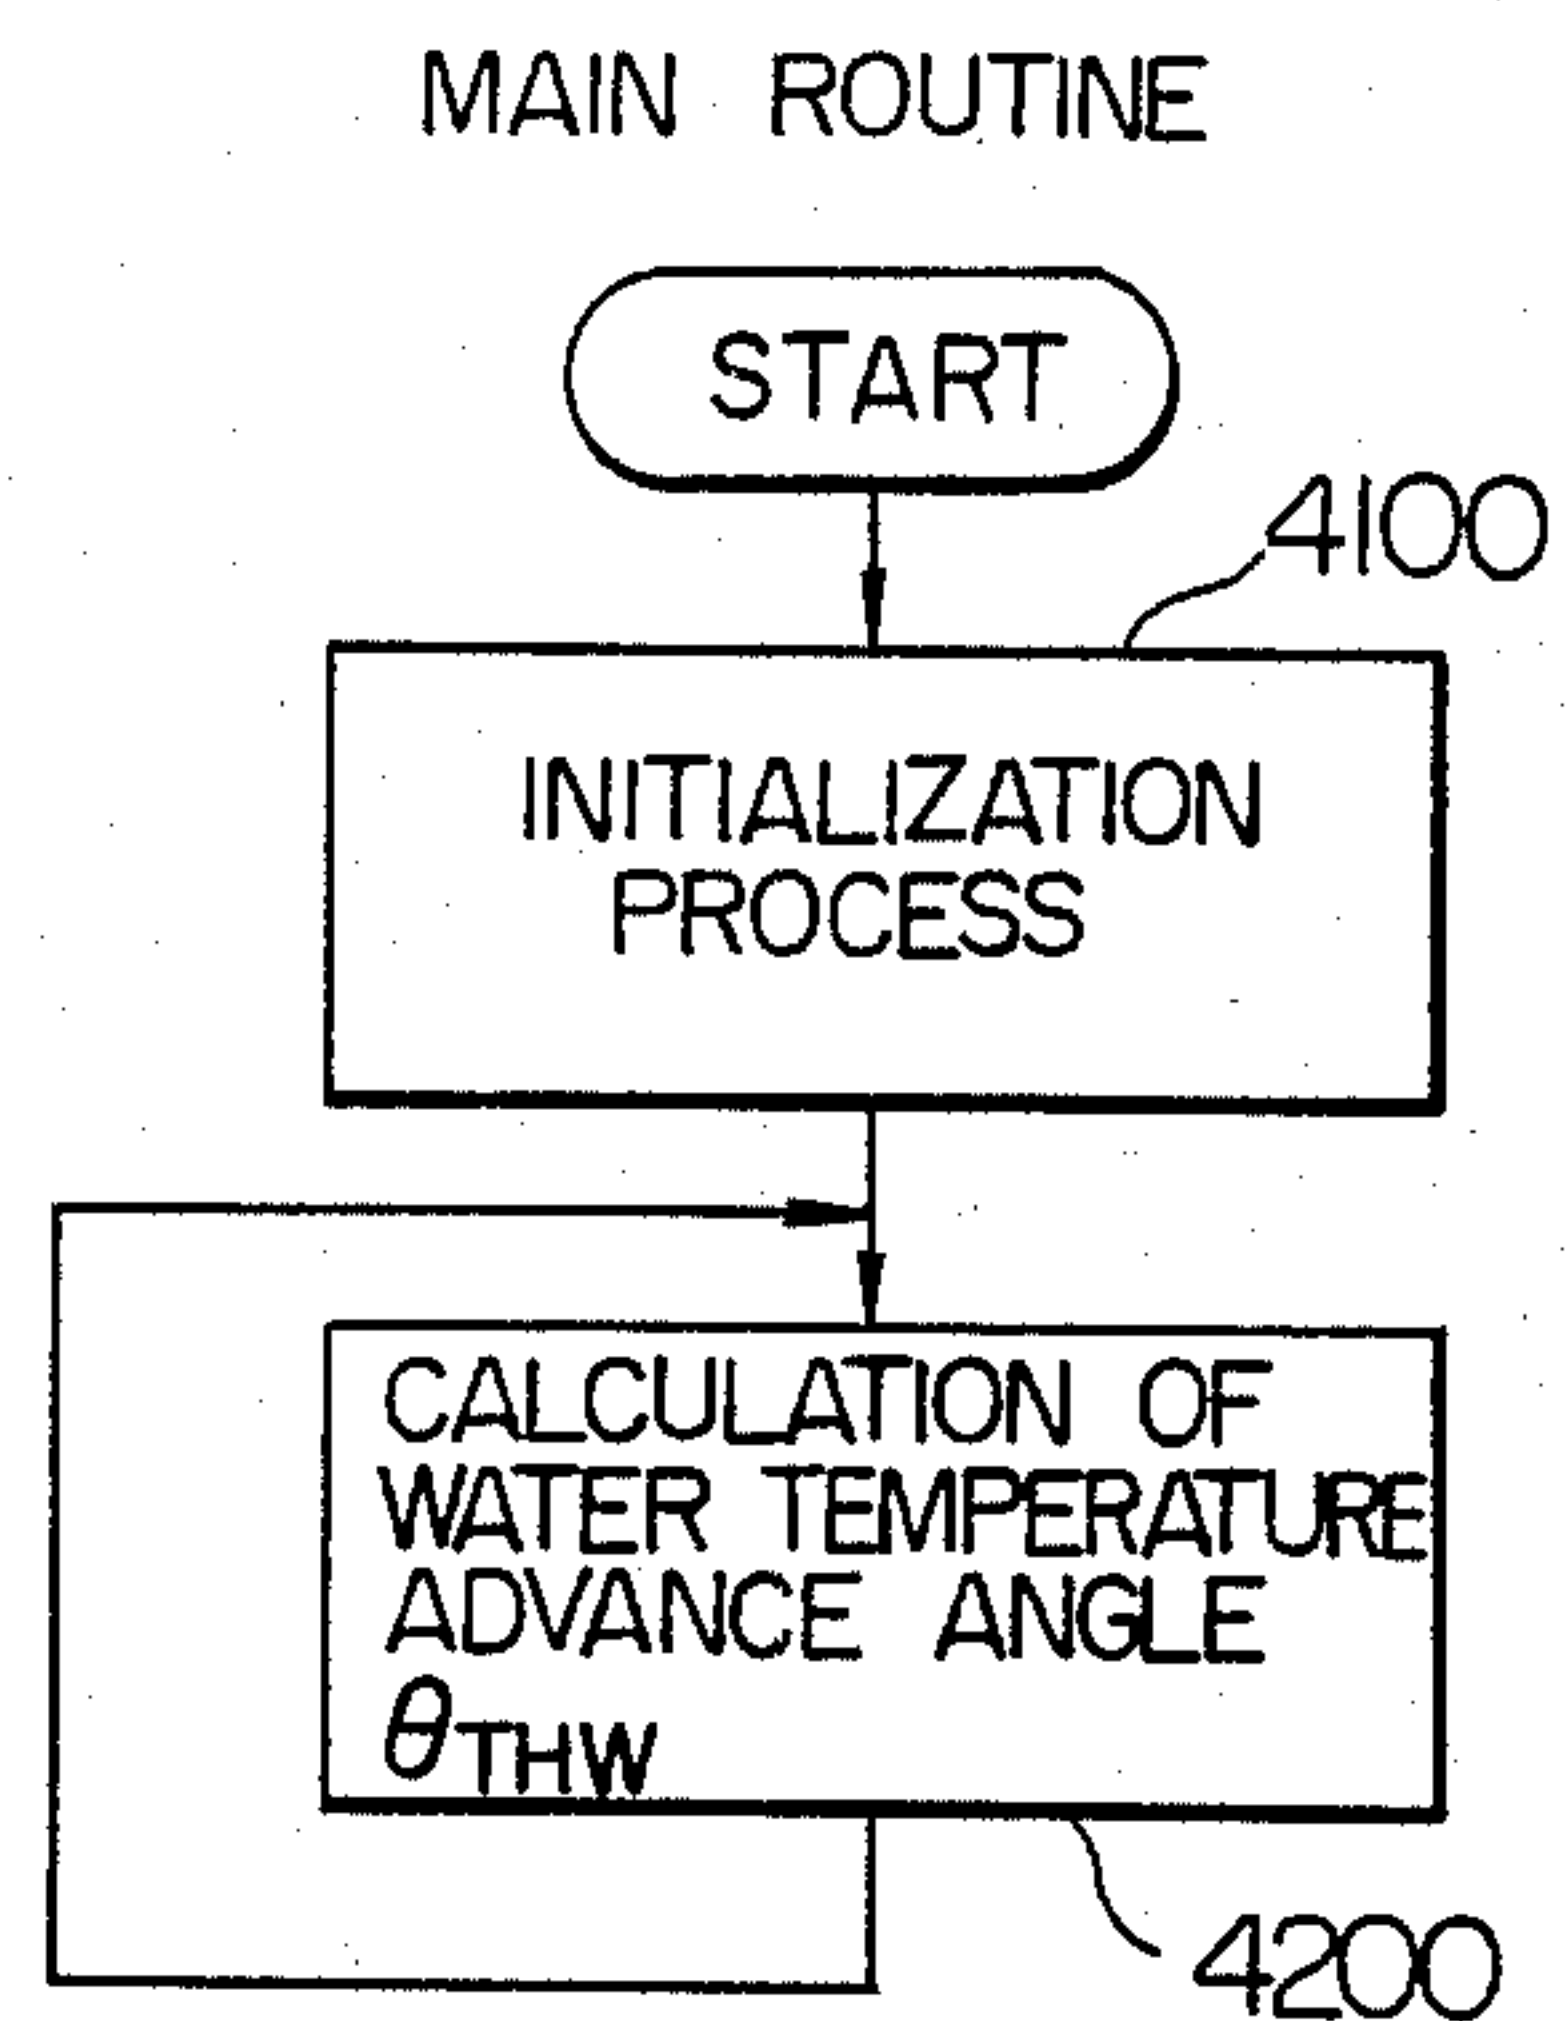 MAIN ROUTINE
START
4100
INITIALIZATION
PROCESS
CALCULATION OF
WATER TEMPERATURE
ADVANCE ANGLE
θTHW
4200